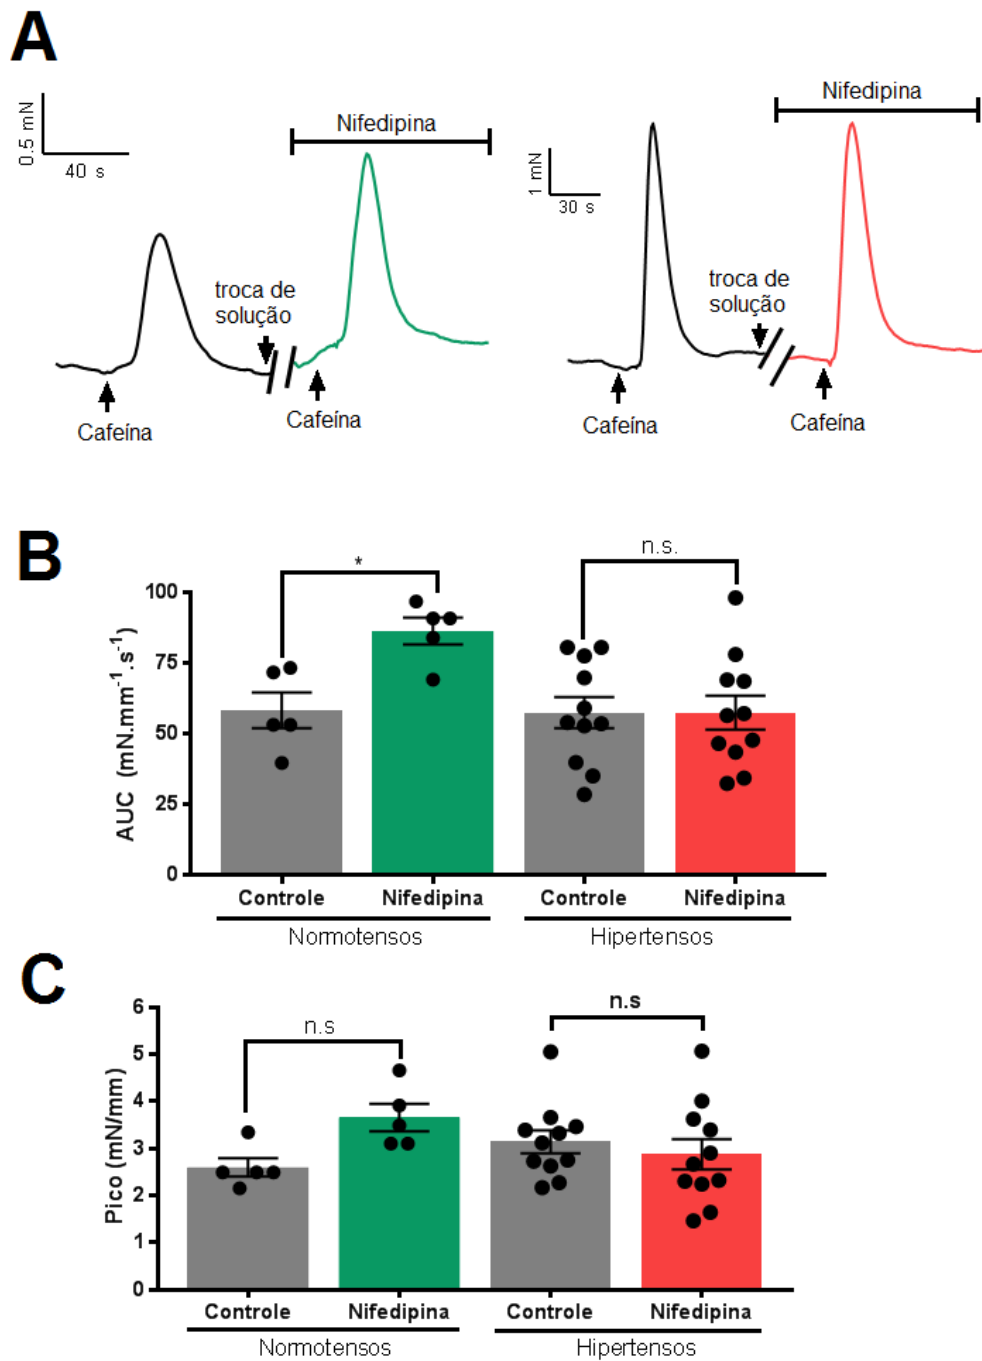 A
0.5 mN
40 s
Nifedipina
troca de
solução
Cafeína
Cafeína
1 mN
30 s
Nifedipina
troca de
solução
Cafeína
Cafeína
B
AUC (mN.mm⁻¹.s⁻¹)
100
75
50
25
0
*
n.s.
Controle Nifedipina Controle Nifedipina
Normotensos Hipertensos
C
Pico (mN/mm)
6
5
4
3
2
1
0
n.s
n.s
Controle Nifedipina Controle Nifedipina
Normotensos Hipertensos